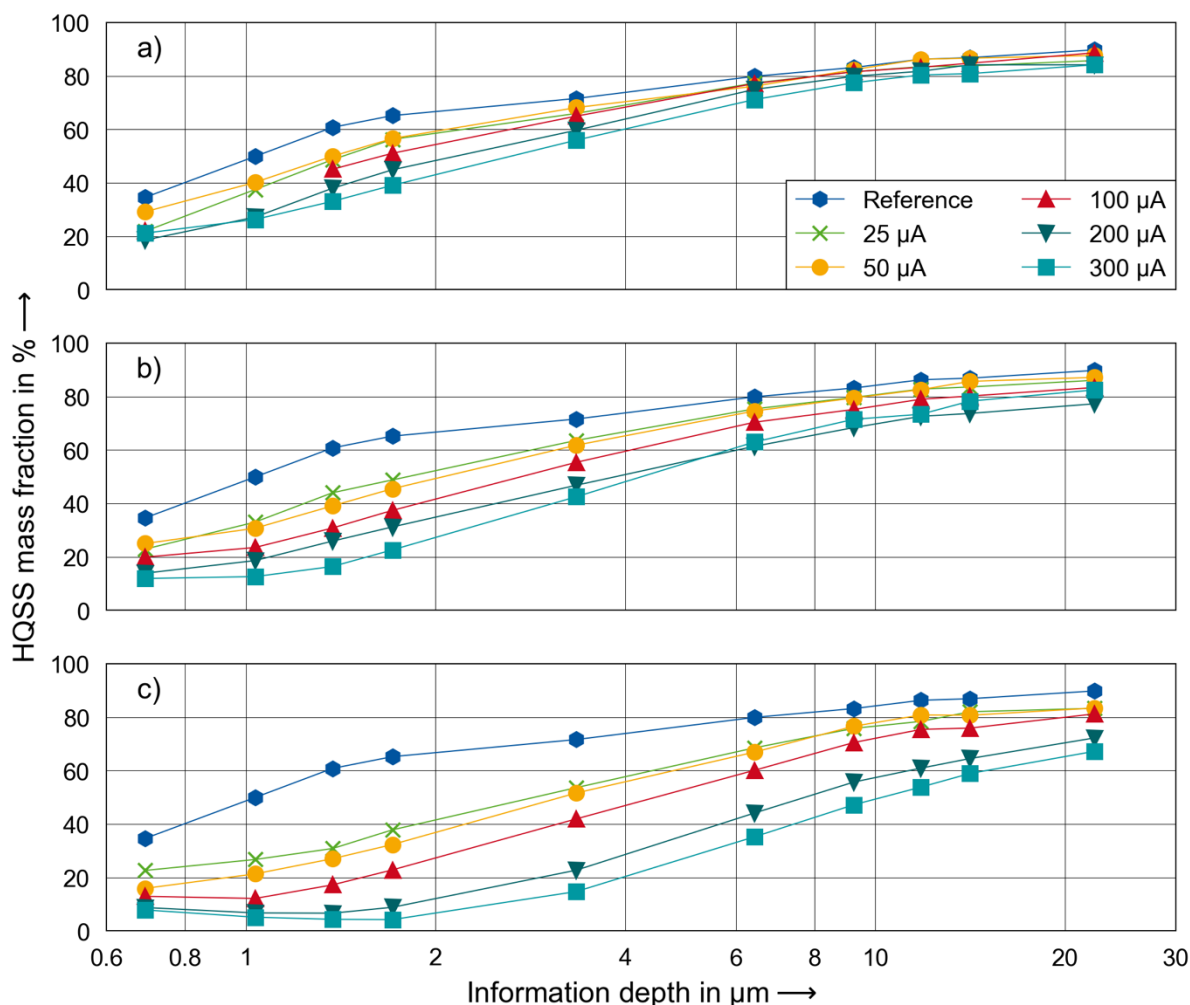 100
a)
80
60
40
20
0
Reference
100 µA
25 µA
200 µA
50 µA
300 µA
HQSS mass fraction in % ⟶
100
b)
80
60
40
20
0
100
c)
80
60
40
20
0
0.6 0.8 1 2 4 6 8 10 20 30
Information depth in µm ⟶